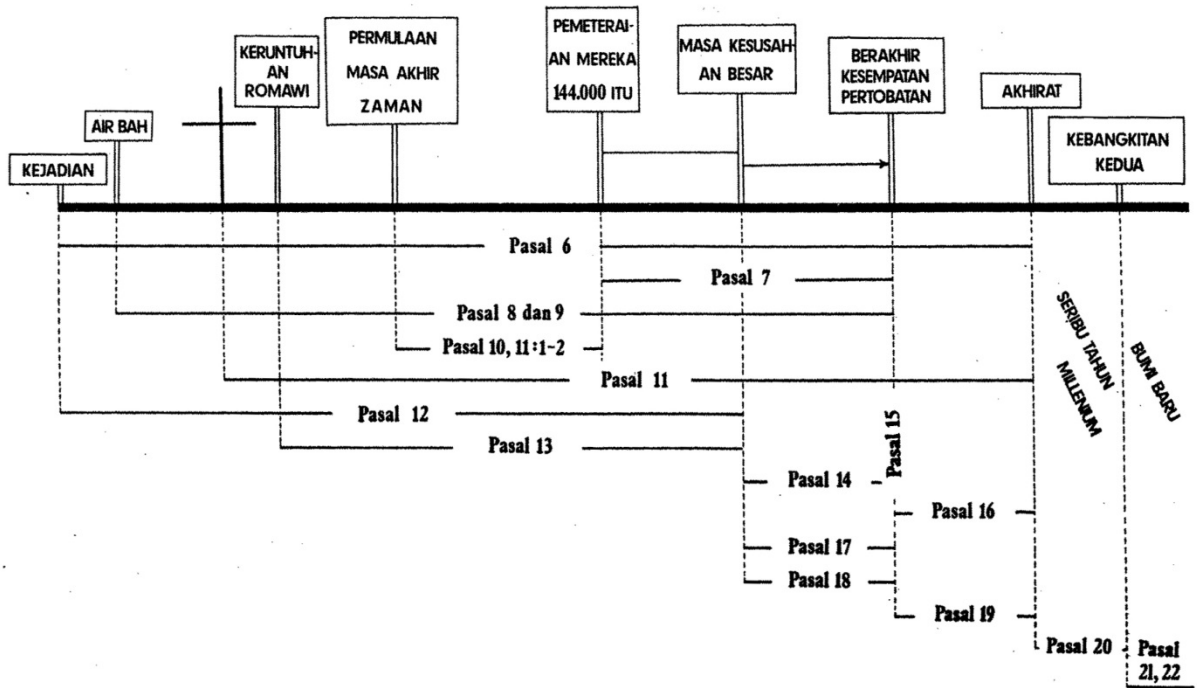 KEJADIAN
AIR BAH
KERUNTUH-
AN
ROMAWI
PERMULAAN
MASA AKHIR
ZAMAN
PEMETERAI-
AN MEREKA
144.000 ITU
MASA KESUSAH-
AN BESAR
BERAKHIR
KESEMPATAN
PERTOBATAN
AKHIRAT
KEBANGKITAN
KEDUA
Pasal 6
Pasal 7
Pasal 8 dan 9
Pasal 10, 11:1-2
Pasal 11
Pasal 12
Pasal 13
Pasal 14
Pasal 15
Pasal 16
Pasal 17
Pasal 18
Pasal 19
Pasal 20
Pasal
21, 22
SERIBU TAHUN
MILLENIUM
BUMI BARU